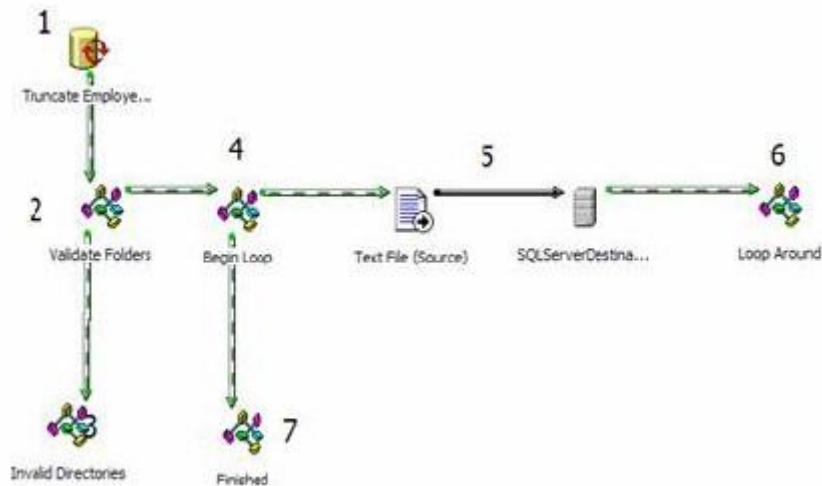 1
Truncate Employe...
4
5
6
2
Validate Folders
Begin Loop
Text File (Source)
SQLServerDestina...
Loop Around
7
Invalid Directories
Finished